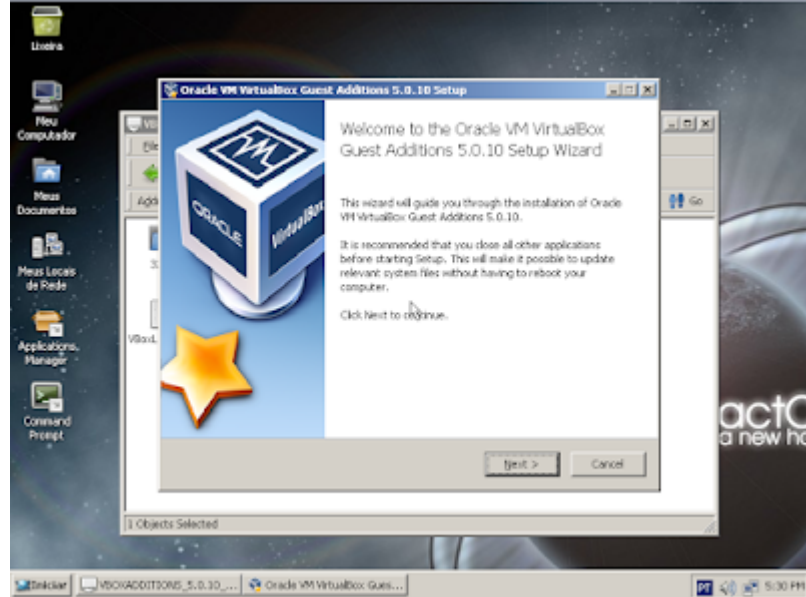 Lixeira
Meu
Computador
Meus
Documentos
Meus Locais
de Rede
Applications
Manager
Command
Prompt
Oracle VM VirtualBox Guest Additions 5.0.10 Setup
ORACLE
VirtualBox
Welcome to the Oracle VM VirtualBox
Guest Additions 5.0.10 Setup Wizard
This wizard will guide you through the installation of Oracle
VM VirtualBox Guest Additions 5.0.10.
It is recommended that you close all other applications
before starting Setup. This will make it possible to update
relevant system files without having to reboot your
computer.
Click Next to continue.
Next >
Cancel
Go
1 Objects Selected
actO
a new ho
Iniciar
VBOXADDITIONS_5.0.10_...
Oracle VM VirtualBox Gues...
PT
5:30 PM